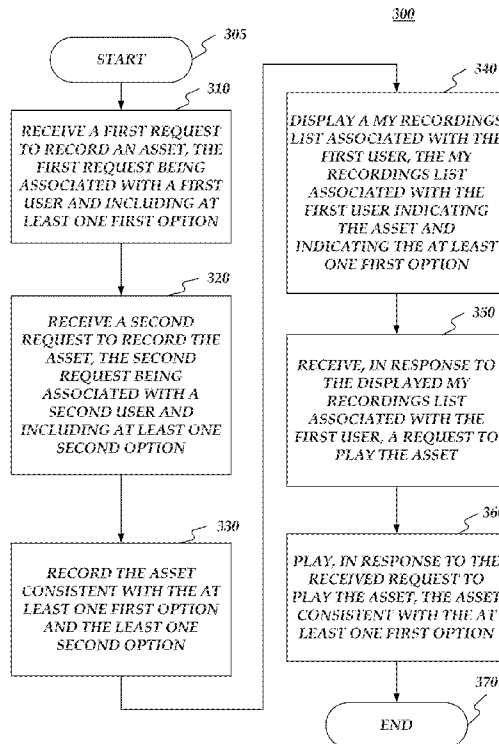 300
305
START
310
RECEIVE A FIRST REQUEST
TO RECORD AN ASSET, THE
FIRST REQUEST BEING
ASSOCIATED WITH A FIRST
USER AND INCLUDING AT
LEAST ONE FIRST OPTION
320
RECEIVE A SECOND
REQUEST TO RECORD THE
ASSET, THE SECOND
REQUEST BEING
ASSOCIATED WITH A
SECOND USER AND
INCLUDING AT LEAST ONE
SECOND OPTION
330
RECORD THE ASSET
CONSISTENT WITH THE AT
LEAST ONE FIRST OPTION
AND THE LEAST ONE
SECOND OPTION
340
DISPLAY A MY RECORDINGS
LIST ASSOCIATED WITH THE
FIRST USER, THE MY
RECORDINGS LIST
ASSOCIATED WITH THE
FIRST USER INDICATING
THE ASSET AND
INDICATING THE AT LEAST
ONE FIRST OPTION
350
RECEIVE, IN RESPONSE TO
THE DISPLAYED MY
RECORDINGS LIST
ASSOCIATED WITH THE
FIRST USER, A REQUEST TO
PLAY THE ASSET
360
PLAY, IN RESPONSE TO THE
RECEIVED REQUEST TO
PLAY THE ASSET, THE ASSET
CONSISTENT WITH THE AT
LEAST ONE FIRST OPTION
370
END